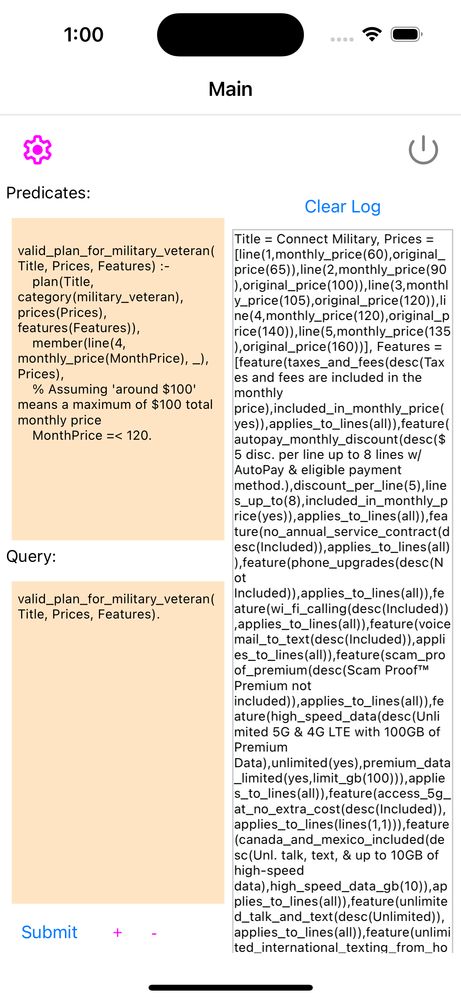 1:00
Main
Predicates:
valid_plan_for_military_veteran(
Title, Prices, Features) :-
plan(Title,
category(military_veteran),
prices(Prices),
features(Features)),
member(line(4,
monthly_price(MonthPrice), _),
Prices),
% Assuming 'around $100'
means a maximum of $100 total
monthly price
MonthPrice =< 120.
Query:
valid_plan_for_military_veteran(
Title, Prices, Features).
Submit
+
-
Clear Log
Title = Connect Military, Prices =
[line(1,monthly_price(60),original_
price(65)),line(2,monthly_price(90
),original_price(100)),line(3,monthl
y_price(105),original_price(120)),li
ne(4,monthly_price(120),original_p
rice(140)),line(5,monthly_price(135
),original_price(160))], Features =
[feature(taxes_and_fees(desc(Tax
es and fees are included in the
monthly
price),included_in_monthly_price(
yes)),applies_to_lines(all)),feature(
autopay_monthly_discount(desc($
5 disc. per line up to 8 lines w/
AutoPay & eligible payment
method.),discount_per_line(5),line
s_up_to(8),included_in_monthly_p
rice(yes)),applies_to_lines(all)),fea
ture(no_annual_service_contract(d
esc(Included)),applies_to_lines(all)
),feature(phone_upgrades(desc(N
ot
Included)),applies_to_lines(all)),fe
ature(wi_fi_calling(desc(Included))
,applies_to_lines(all)),feature(voice
mail_to_text(desc(Included)),appli
es_to_lines(all)),feature(scam_pro
of_premium(desc(Scam Proof™
Premium not
included)),applies_to_lines(all)),fe
ature(high_speed_data(desc(Unli
mited 5G & 4G LTE with 100GB of
Premium
Data),unlimited(yes),premium_data
_limited(yes,limit_gb(100))),applie
s_to_lines(all)),feature(access_5g_
at_no_extra_cost(desc(Included)),
applies_to_lines(lines(1,1))),feature
(canada_and_mexico_included(de
sc(Unl. talk, text, & up to 10GB of
high-speed
data),high_speed_data_gb(10)),ap
plies_to_lines(all)),feature(unlimite
d_talk_and_text(desc(Unlimited)),
applies_to_lines(all)),feature(unlimi
ted_international_texting_from_ho